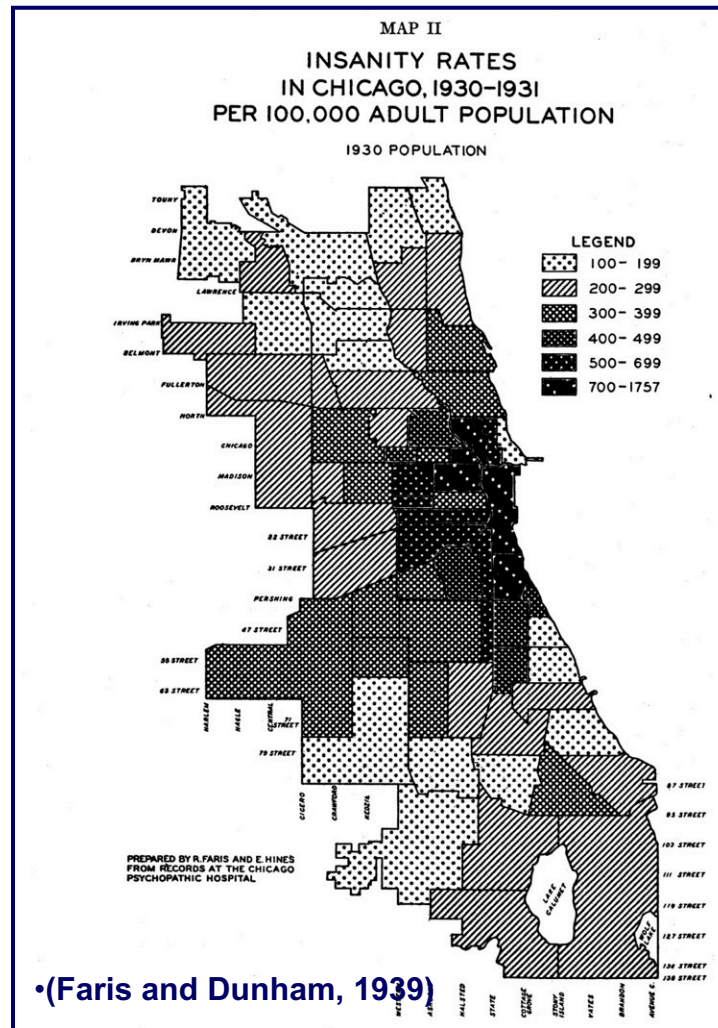 MAP II
INSANITY RATES
IN CHICAGO, 1930–1931
PER 100,000 ADULT POPULATION
1930 POPULATION
LEGEND
100 – 199
200 – 299
300 – 399
400 – 499
500 – 699
700 – 1757
TOUHY
DEVON
BRYN MAWR
LAWRENCE
IRVING PARK
BELMONT
FULLERTON
NORTH
CHICAGO
MADISON
ROOSEVELT
22 STREET
31 STREET
PERSHING
47 STREET
55 STREET
63 STREET
HARLEM
NAGLE
CENTRAL
71 STREET
79 STREET
CICERO
CRAWFORD
KEDZIE
87 STREET
95 STREET
103 STREET
111 STREET
119 STREET
127 STREET
138 STREET
LAKE CALUMET
WOLF LAKE
PREPARED BY R. FARIS AND E. HINES
FROM RECORDS AT THE CHICAGO
PSYCHOPATHIC HOSPITAL
•(Faris and Dunham, 1939)
HALSTED
STATE
COTTAGE GROVE
STONY ISLAND
YATES
BRANDON